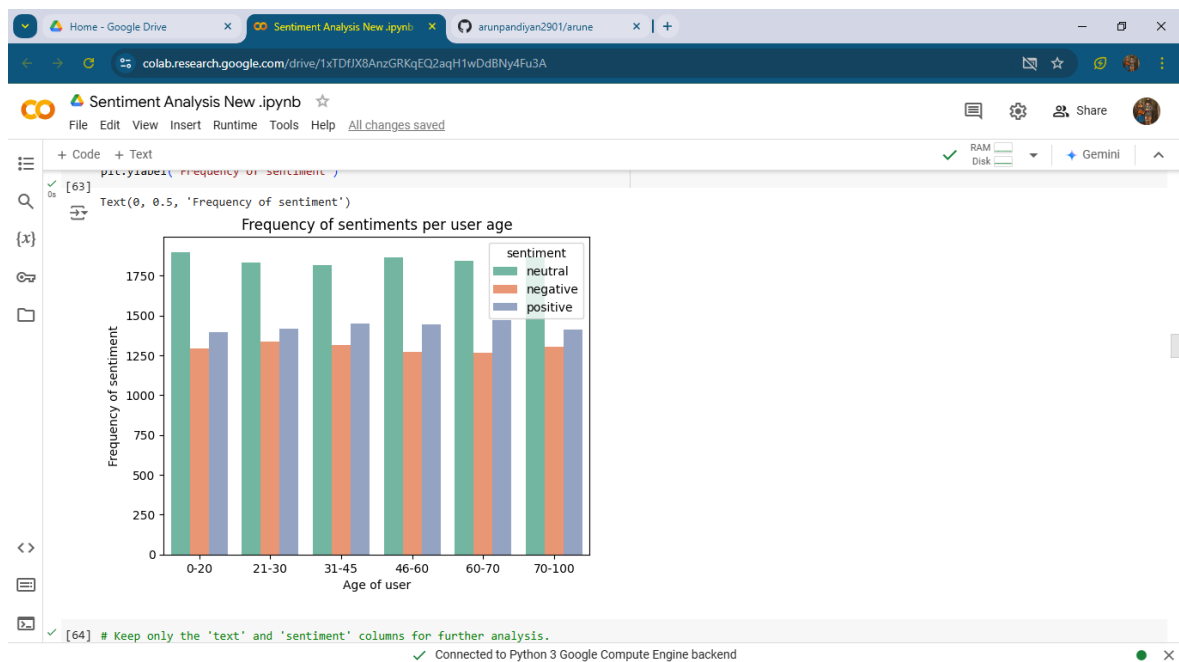 Home - Google Drive
Sentiment Analysis New .ipynb
arunpandiyan2901/arune
colab.research.google.com/drive/1xTDfJX8AnzGRKqEQ2aqH1wDdBNy4Fu3A
Sentiment Analysis New .ipynb
File Edit View Insert Runtime Tools Help All changes saved
Share
+ Code + Text
RAM
Disk
Gemini
plt.ylabel('Frequency of sentiment')
[63]
0s
Text(0, 0.5, 'Frequency of sentiment')
Frequency of sentiments per user age
sentiment
neutral
negative
positive
1750
1500
1250
1000
750
500
250
0
Frequency of sentiment
0-20 21-30 31-45 46-60 60-70 70-100
Age of user
[64] # Keep only the 'text' and 'sentiment' columns for further analysis.
Connected to Python 3 Google Compute Engine backend